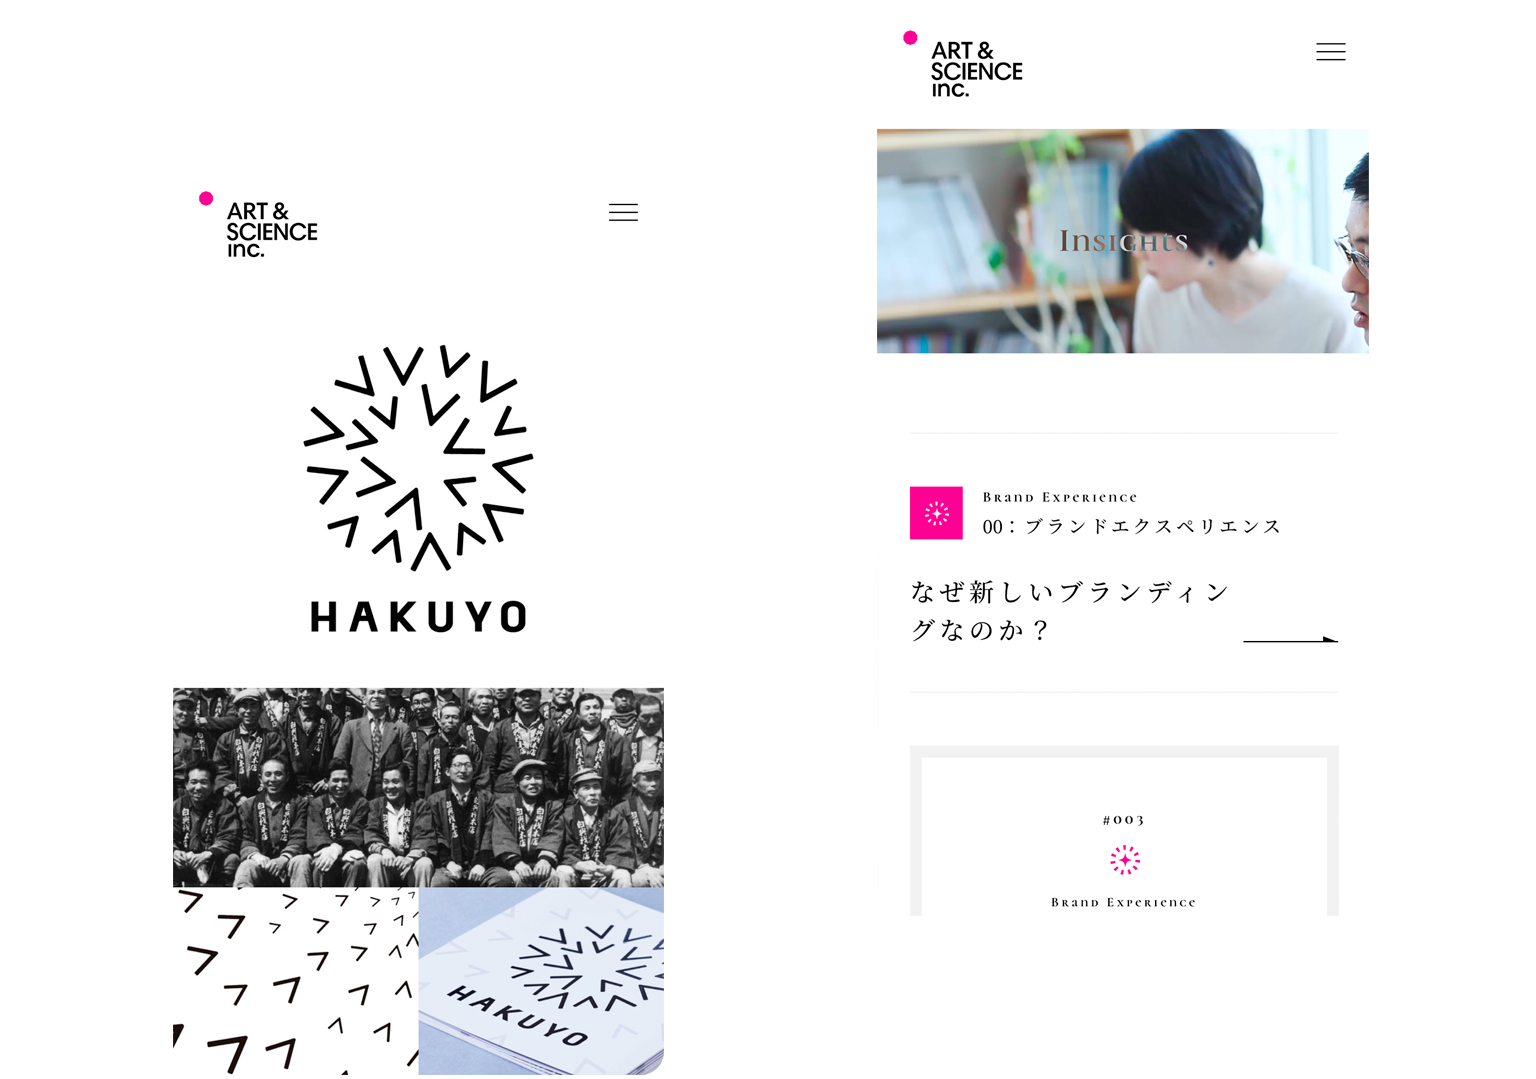 ART &
SCIENCE
inc.
HAKUYO
HAKUYO
ART &
SCIENCE
inc.
Insights
Brand Experience
00：ブランドエクスペリエンス
なぜ新しいブランディン
グなのか？
#003
Brand Experience